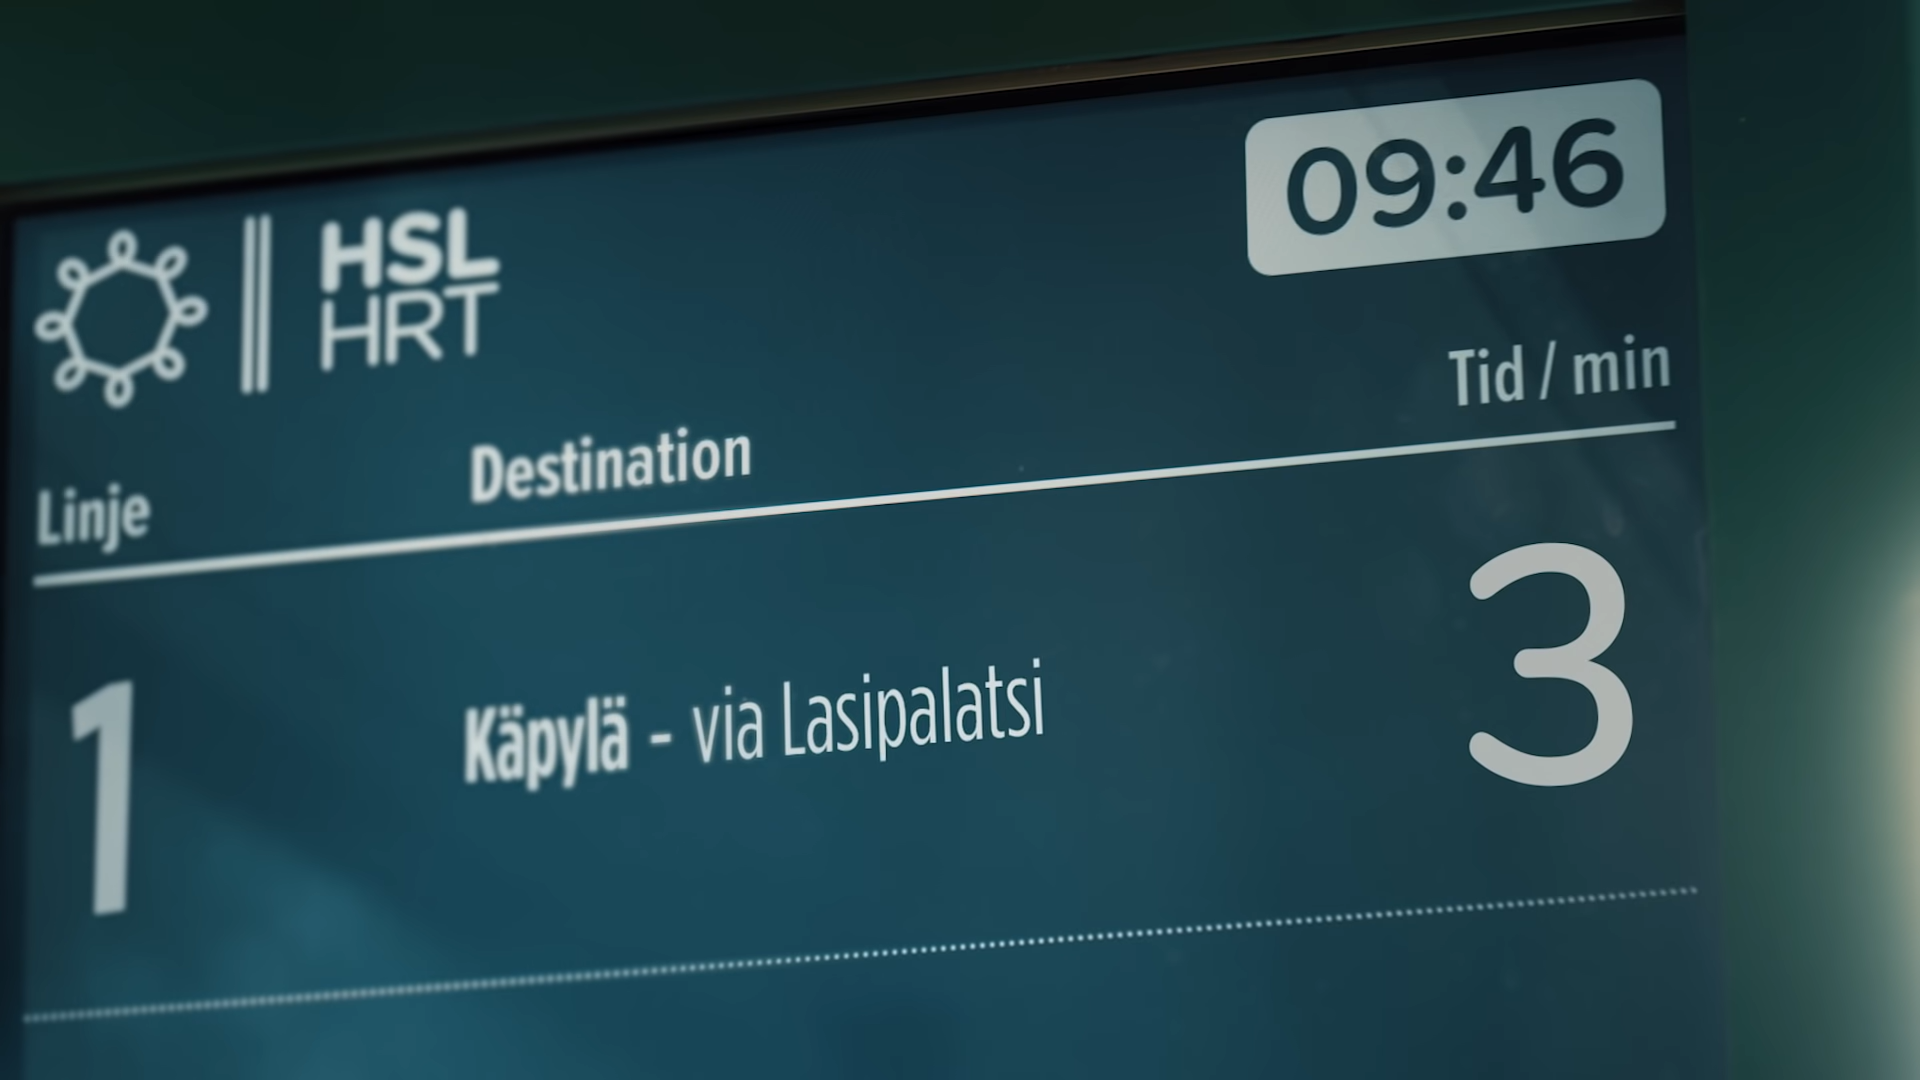 09:46
HSL
HRT
Linje Destination Tid / min
1 Käpylä - via Lasipalatsi 3